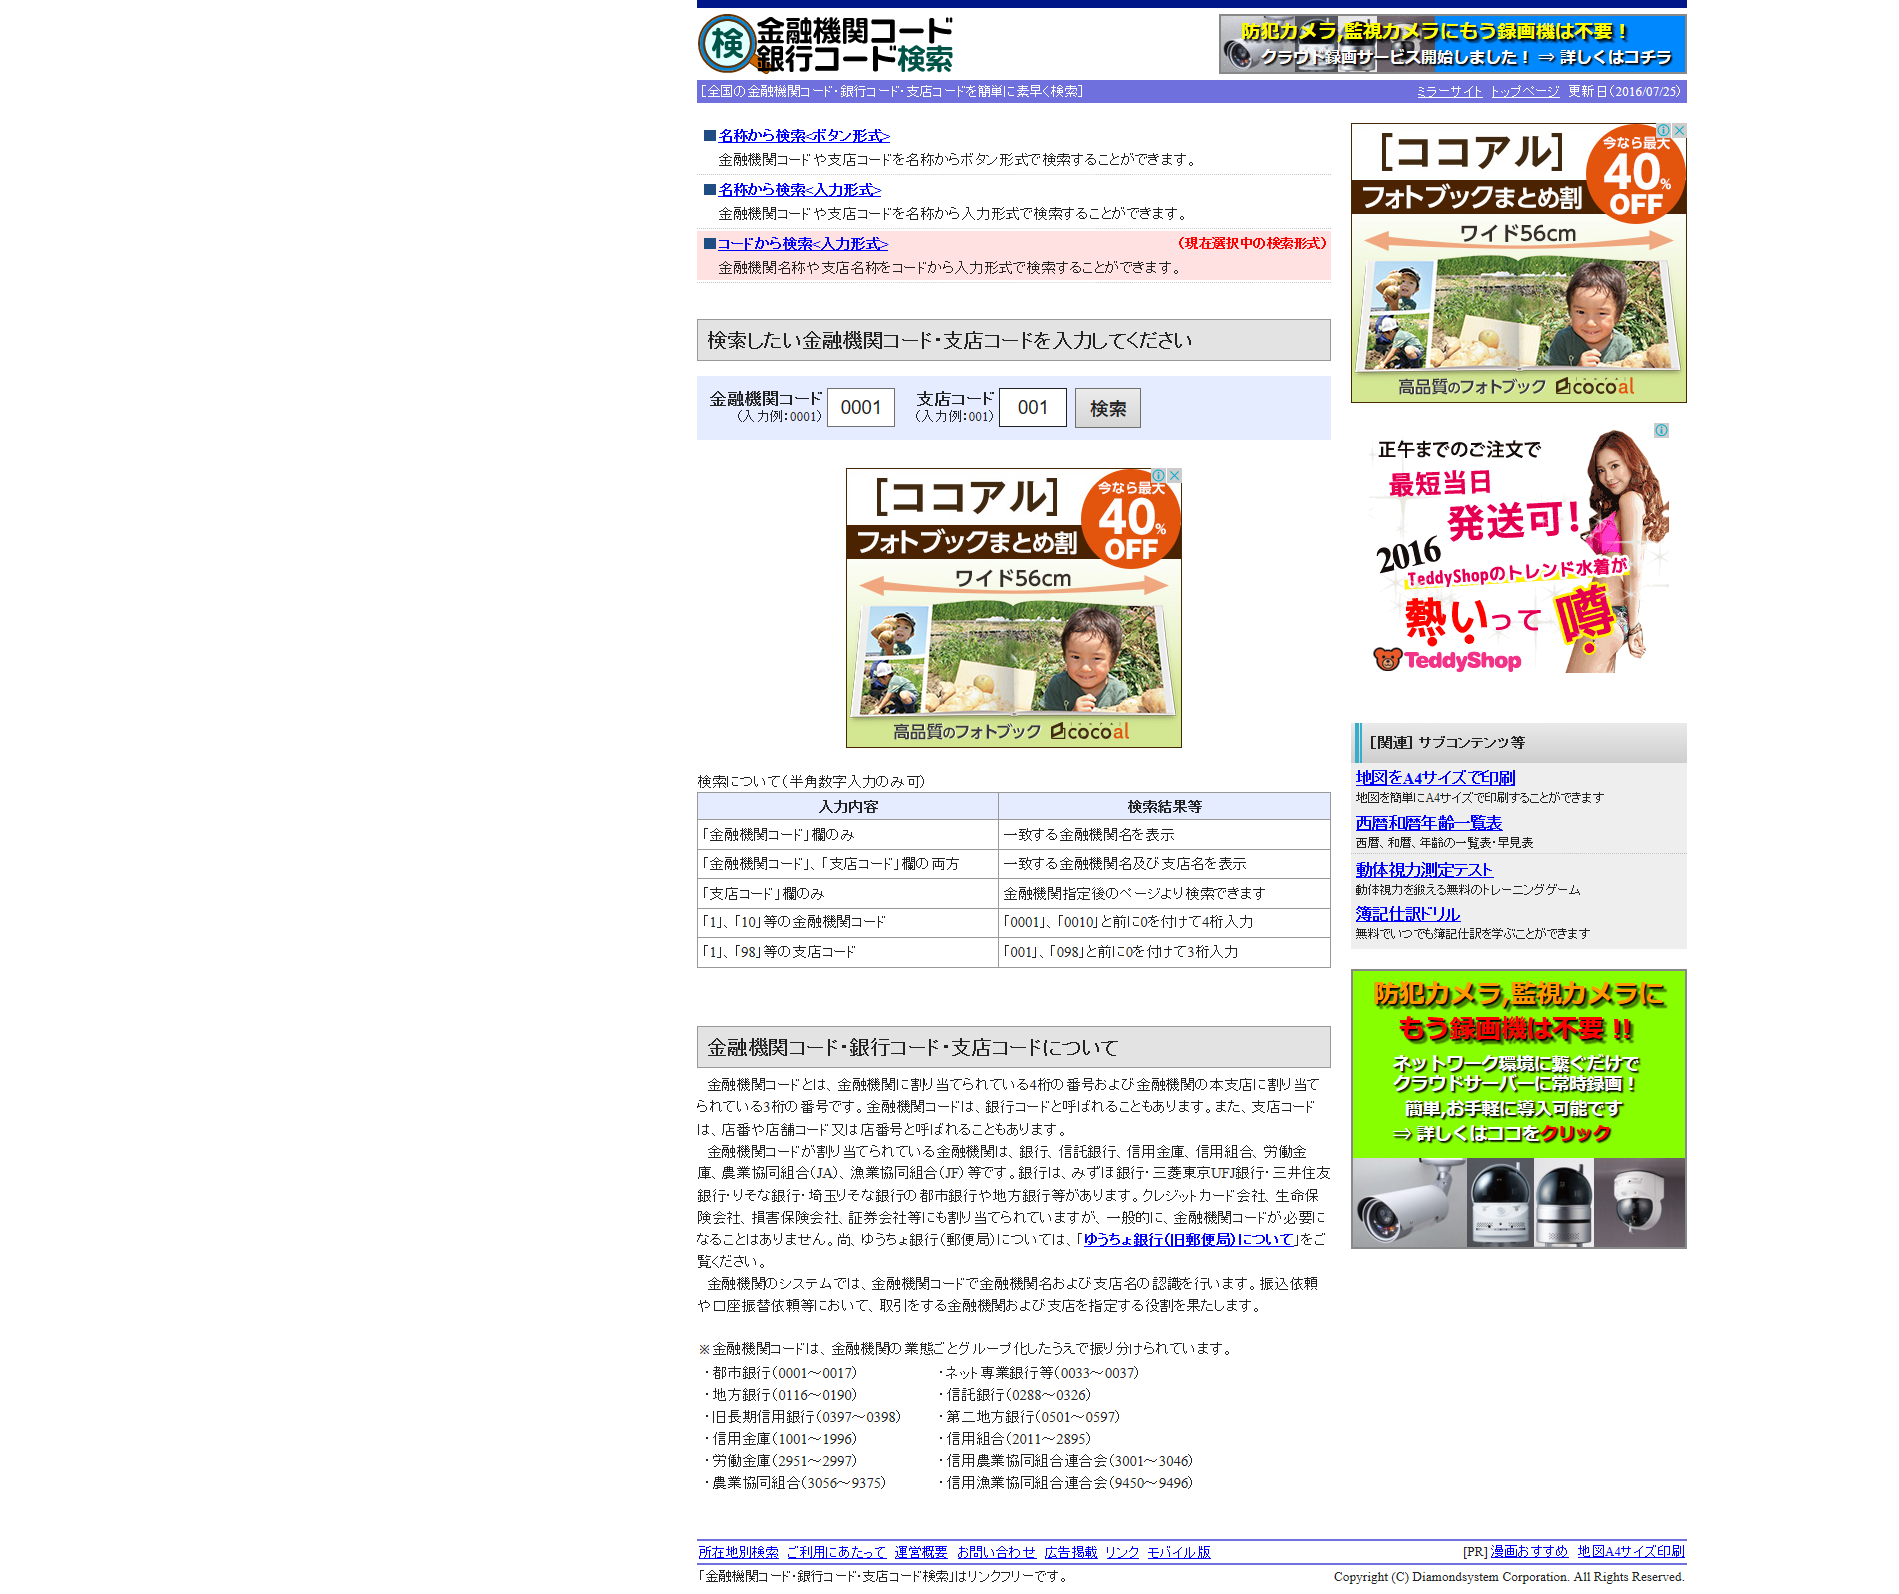 検 金融機関コード
銀行コード検索
防犯カメラ,監視カメラにもう録画機は不要！
クラウド録画サービス開始しました！ ⇒ 詳しくはコチラ
［全国の金融機関コード・銀行コード・支店コードを簡単に素早く検索］
ミラーサイト トップページ 更新日（2016/07/25）
■名称から検索<ボタン形式>
金融機関コードや支店コードを名称からボタン形式で検索することができます。
■名称から検索<入力形式>
金融機関コードや支店コードを名称から入力形式で検索することができます。
■コードから検索<入力形式> （現在選択中の検索形式）
金融機関名称や支店名称をコードから入力形式で検索することができます。
検索したい金融機関コード・支店コードを入力してください
金融機関コード 0001 支店コード 001 検索
（入力例：0001） （入力例：001）
［ココアル］
今なら最大
40%
OFF
フォトブックまとめ割
ワイド56cm
高品質のフォトブック cocoal
検索について（半角数字入力のみ可）
入力内容 検索結果等
「金融機関コード」欄のみ 一致する金融機関名を表示
「金融機関コード」、「支店コード」欄の両方 一致する金融機関名及び支店名を表示
「支店コード」欄のみ 金融機関指定後のページより検索できます
「1」、「10」等の金融機関コード 「0001」、「0010」と前に0を付けて4桁入力
「1」、「98」等の支店コード 「001」、「098」と前に0を付けて3桁入力
金融機関コード・銀行コード・支店コードについて
金融機関コードとは、金融機関に割り当てられている4桁の番号および金融機関の本支店に割り当て
られている3桁の番号です。金融機関コードは、銀行コードと呼ばれることもあります。また、支店コード
は、店番や店舗コード又は店番号と呼ばれることもあります。
金融機関コードが割り当てられている金融機関は、銀行、信託銀行、信用金庫、信用組合、労働金
庫、農業協同組合（JA）、漁業協同組合（JF）等です。銀行は、みずほ銀行・三菱東京UFJ銀行・三井住友
銀行・りそな銀行・埼玉りそな銀行の都市銀行や地方銀行等があります。クレジットカード会社、生命保
険会社、損害保険会社、証券会社等にも割り当てられていますが、一般的に、金融機関コードが必要に
なることはありません。尚、ゆうちょ銀行（郵便局）については、「ゆうちょ銀行（旧郵便局）について」をご
覧ください。
金融機関のシステムでは、金融機関コードで金融機関名および支店名の認識を行います。振込依頼
や口座振替依頼等において、取引をする金融機関および支店を指定する役割を果たします。
※金融機関コードは、金融機関の業態ごとグループ化したうえで振り分けられています。
・都市銀行（0001～0017） ・ネット専業銀行等（0033～0037）
・地方銀行（0116～0190） ・信託銀行（0288～0326）
・旧長期信用銀行（0397～0398） ・第二地方銀行（0501～0597）
・信用金庫（1001～1996） ・信用組合（2011～2895）
・労働金庫（2951～2997） ・信用農業協同組合連合会（3001～3046）
・農業協同組合（3056～9375） ・信用漁業協同組合連合会（9450～9496）
［ココアル］
今なら最大
40%
OFF
フォトブックまとめ割
ワイド56cm
高品質のフォトブック cocoal
正午までのご注文で
最短当日
発送可!
2016
TeddyShopのトレンド水着が
熱いって噂
TeddyShop
［関連］サブコンテンツ等
地図をA4サイズで印刷
地図を簡単にA4サイズで印刷することができます
西暦和暦年齢一覧表
西暦、和暦、年齢の一覧表・早見表
動体視力測定テスト
動体視力を鍛える無料のトレーニングゲーム
簿記仕訳ドリル
無料でいつでも簿記仕訳を学ぶことができます
防犯カメラ,監視カメラに
もう録画機は不要 !!
ネットワーク環境に繋ぐだけで
クラウドサーバーに常時録画！
簡単,お手軽に導入可能です
⇒ 詳しくはココをクリック
所在地別検索 ご利用にあたって 運営概要 お問い合わせ 広告掲載 リンク モバイル版 [PR] 漫画おすすめ 地図A4サイズ印刷
「金融機関コード・銀行コード・支店コード検索」はリンクフリーです。 Copyright (C) Diamondsystem Corporation. All Rights Reserved.